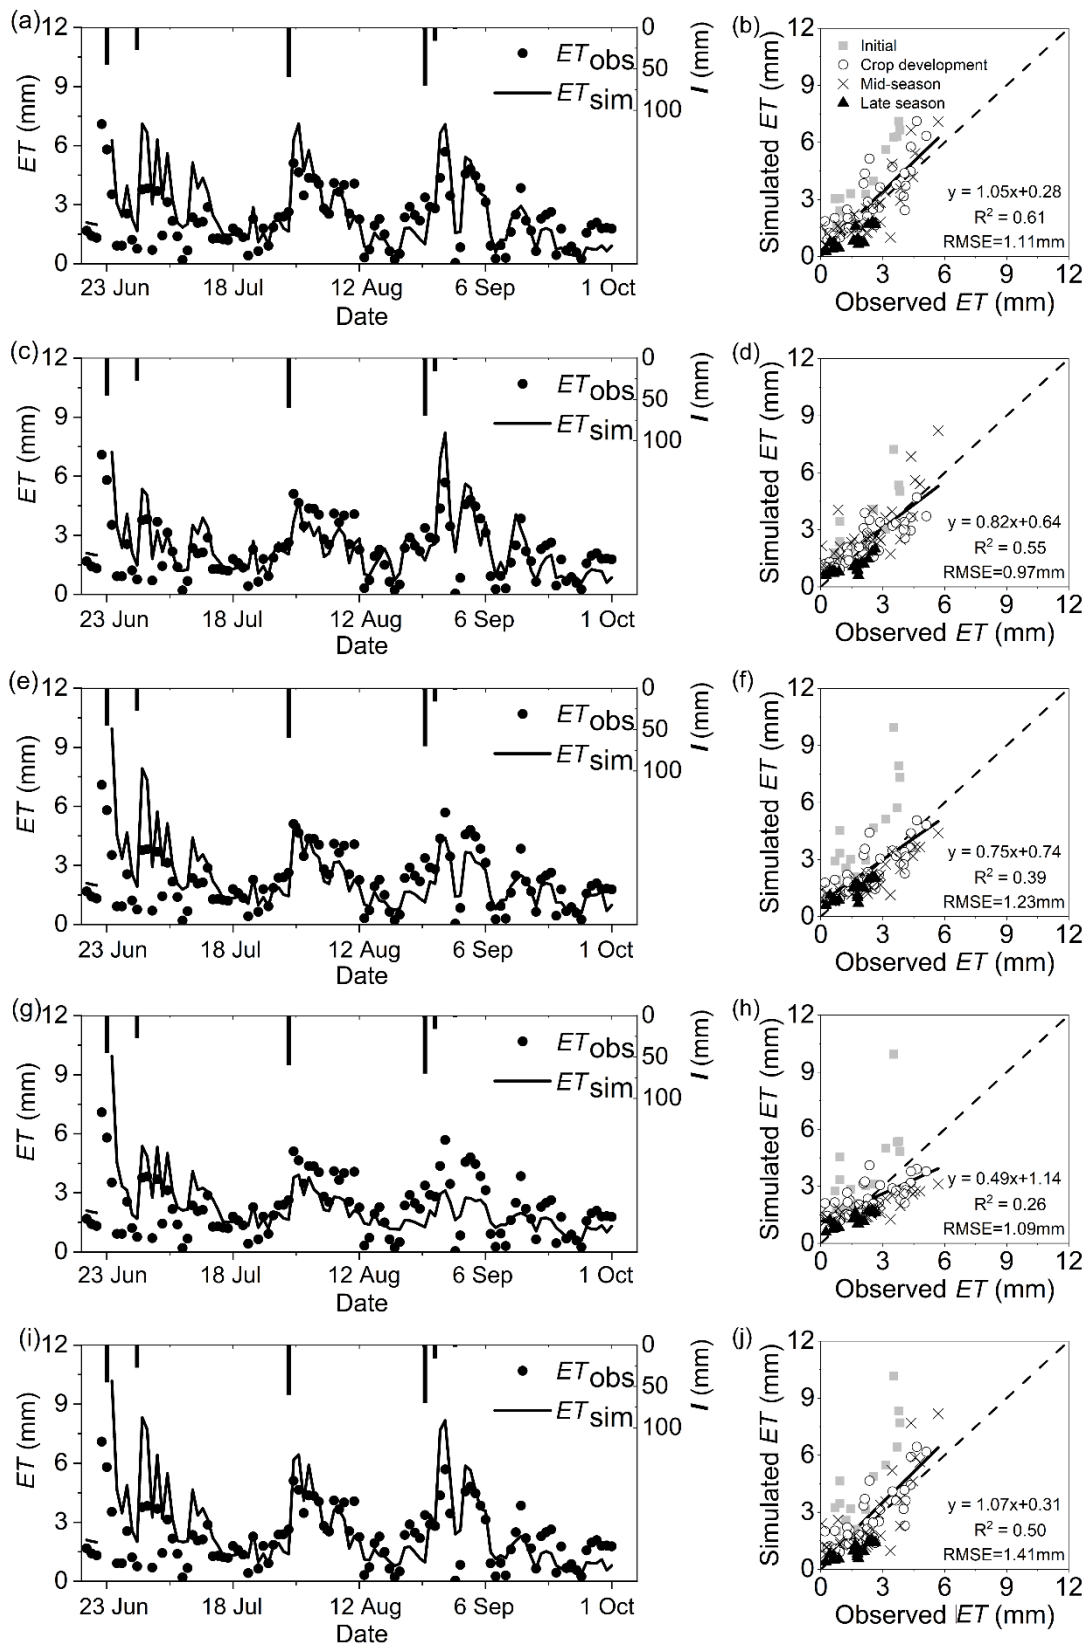 (a)
12
9
6
3
0
ET (mm)
23 Jun
18 Jul
12 Aug
6 Sep
1 Oct
Date
0
50
100
I (mm)
ETobs
ETsim
(b)
12
9
6
3
0
Simulated ET (mm)
Initial
Crop development
Mid-season
Late season
y = 1.05x+0.28
R² = 0.61
RMSE=1.11mm
0
3
6
9
12
Observed ET (mm)
(c)
12
9
6
3
0
ET (mm)
23 Jun
18 Jul
12 Aug
6 Sep
1 Oct
Date
0
50
100
I (mm)
ETobs
ETsim
(d)
12
9
6
3
0
Simulated ET (mm)
y = 0.82x+0.64
R² = 0.55
RMSE=0.97mm
0
3
6
9
12
Observed ET (mm)
(e)
12
9
6
3
0
ET (mm)
23 Jun
18 Jul
12 Aug
6 Sep
1 Oct
Date
0
50
100
I (mm)
ETobs
ETsim
(f)
12
9
6
3
0
Simulated ET (mm)
y = 0.75x+0.74
R² = 0.39
RMSE=1.23mm
0
3
6
9
12
Observed ET (mm)
(g)
12
9
6
3
0
ET (mm)
23 Jun
18 Jul
12 Aug
6 Sep
1 Oct
Date
0
50
100
I (mm)
ETobs
ETsim
(h)
12
9
6
3
0
Simulated ET (mm)
y = 0.49x+1.14
R² = 0.26
RMSE=1.09mm
0
3
6
9
12
Observed ET (mm)
(i)
12
9
6
3
0
ET (mm)
23 Jun
18 Jul
12 Aug
6 Sep
1 Oct
Date
0
50
100
I (mm)
ETobs
ETsim
(j)
12
9
6
3
0
Simulated ET (mm)
y = 1.07x+0.31
R² = 0.50
RMSE=1.41mm
0
3
6
9
12
Observed ET (mm)